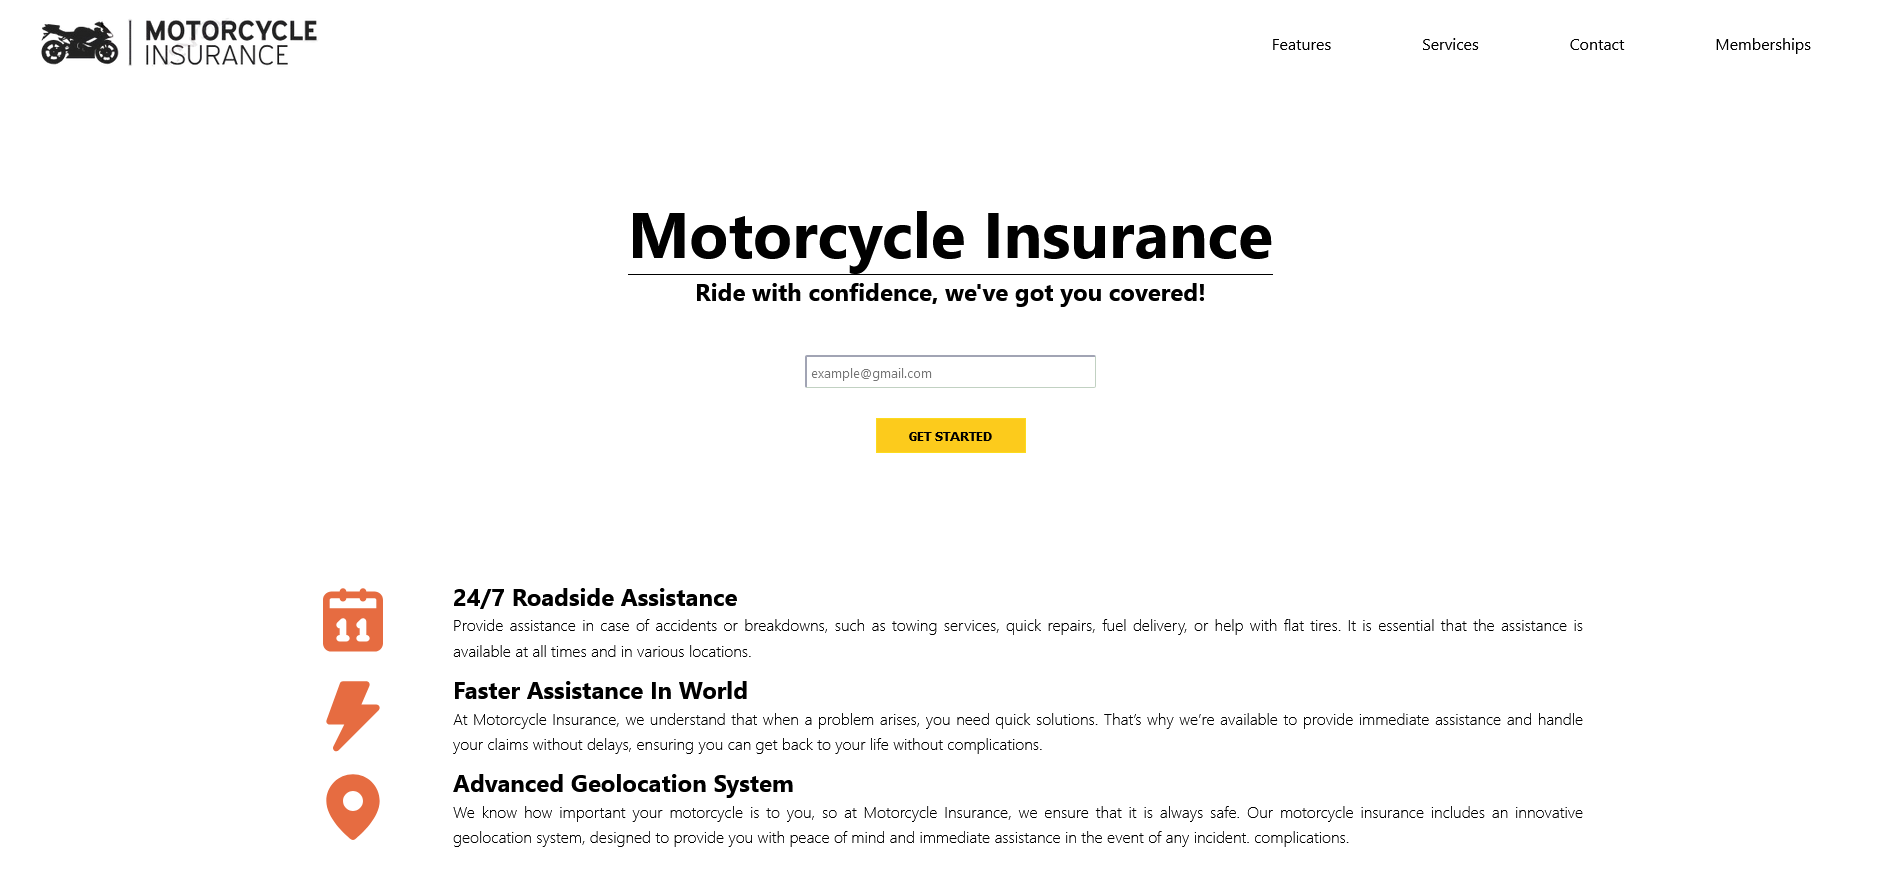 MOTORCYCLE
INSURANCE
Features
Services
Contact
Memberships
Motorcycle Insurance
Ride with confidence, we've got you covered!
example@gmail.com
GET STARTED
11
24/7 Roadside Assistance
Provide assistance in case of accidents or breakdowns, such as towing services, quick repairs, fuel delivery, or help with flat tires. It is essential that the assistance is
available at all times and in various locations.
Faster Assistance In World
At Motorcycle Insurance, we understand that when a problem arises, you need quick solutions. That’s why we’re available to provide immediate assistance and handle
your claims without delays, ensuring you can get back to your life without complications.
Advanced Geolocation System
We know how important your motorcycle is to you, so at Motorcycle Insurance, we ensure that it is always safe. Our motorcycle insurance includes an innovative
geolocation system, designed to provide you with peace of mind and immediate assistance in the event of any incident. complications.